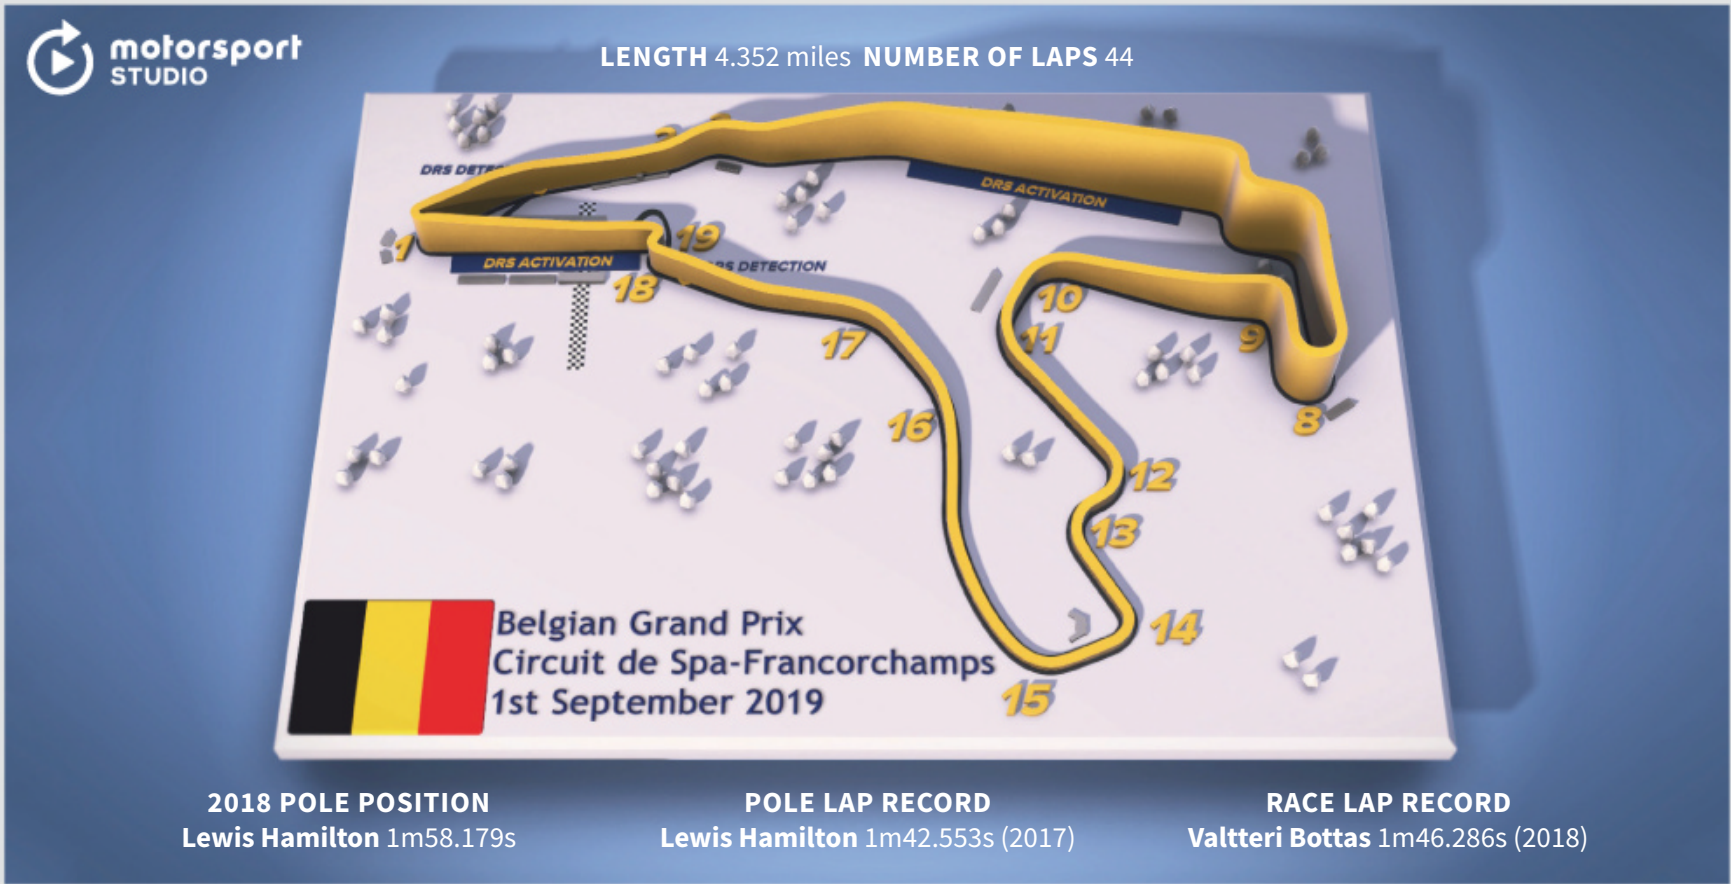 motorsport
STUDIO
LENGTH 4.352 miles NUMBER OF LAPS 44
DRS
DRS ACTIVATION
1
19
DRS ACTIVATION
DETECTION
18
10
11
9
17
8
16
12
13
14
15
Belgian Grand Prix
Circuit de Spa-Francorchamps
1st September 2019
2018 POLE POSITION
Lewis Hamilton 1m58.179s
POLE LAP RECORD
Lewis Hamilton 1m42.553s (2017)
RACE LAP RECORD
Valtteri Bottas 1m46.286s (2018)